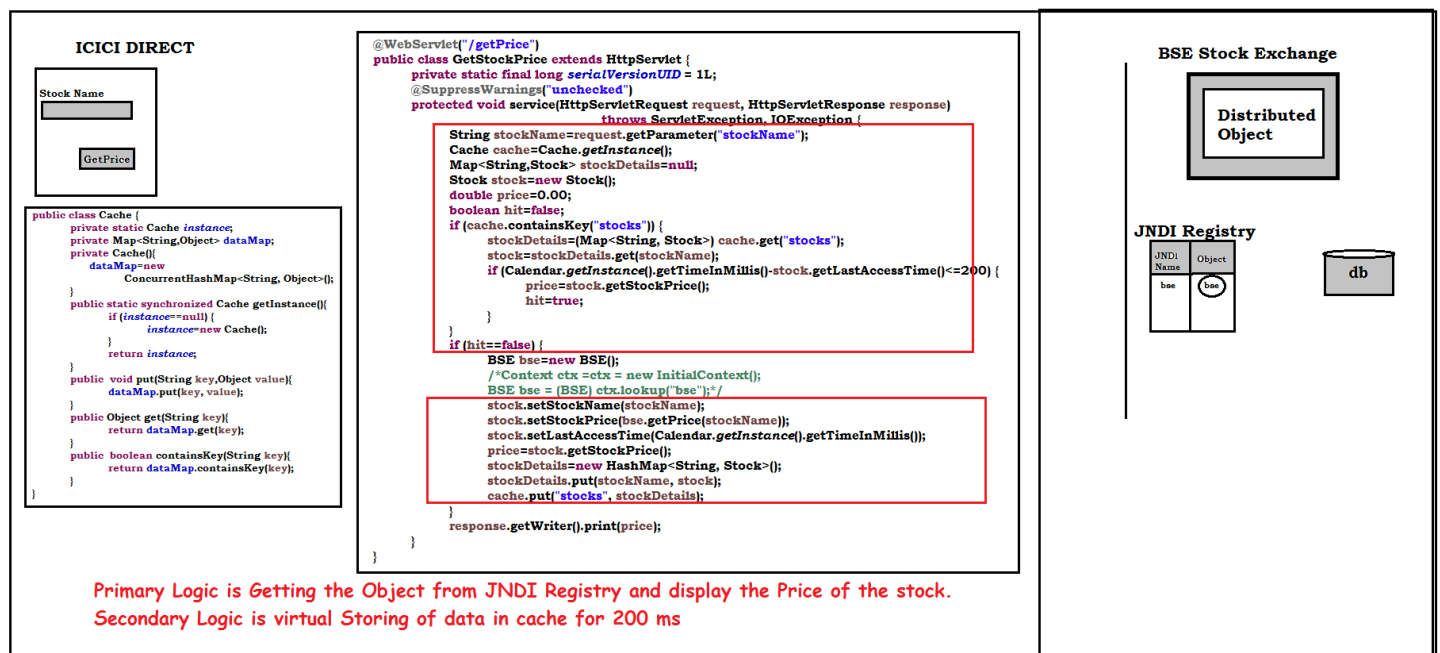 ICICI DIRECT
Stock Name
GetPrice
public class Cache {
private static Cache instance;
private Map<String,Object> dataMap;
private Cache(){
dataMap=new
ConcurrentHashMap<String, Object>();
}
public static synchronized Cache getInstance(){
if (instance==null) {
instance=new Cache();
}
return instance;
}
public void put(String key,Object value){
dataMap.put(key, value);
}
public Object get(String key){
return dataMap.get(key);
}
public boolean containsKey(String key){
return dataMap.containsKey(key);
}
}
@WebServlet("/getPrice")
public class GetStockPrice extends HttpServlet {
private static final long serialVersionUID = 1L;
@SuppressWarnings("unchecked")
protected void service(HttpServletRequest request, HttpServletResponse response)
throws ServletException, IOException {
String stockName=request.getParameter("stockName");
Cache cache=Cache.getInstance();
Map<String,Stock> stockDetails=null;
Stock stock=new Stock();
double price=0.00;
boolean hit=false;
if (cache.containsKey("stocks")) {
stockDetails=(Map<String, Stock>) cache.get("stocks");
stock=stockDetails.get(stockName);
if (Calendar.getInstance().getTimeInMillis()-stock.getLastAccessTime()<=200) {
price=stock.getStockPrice();
hit=true;
}
}
if (hit==false) {
BSE bse=new BSE();
/*Context ctx =ctx = new InitialContext();
BSE bse = (BSE) ctx.lookup("bse");*/
stock.setStockName(stockName);
stock.setStockPrice(bse.getPrice(stockName));
stock.setLastAccessTime(Calendar.getInstance().getTimeInMillis());
price=stock.getStockPrice();
stockDetails=new HashMap<String, Stock>();
stockDetails.put(stockName, stock);
cache.put("stocks", stockDetails);
}
response.getWriter().print(price);
}
}
BSE Stock Exchange
Distributed
Object
JNDI Registry
JNDI
Name
Object
bse
bse
db
Primary Logic is Getting the Object from JNDI Registry and display the Price of the stock.
Secondary Logic is virtual Storing of data in cache for 200 ms